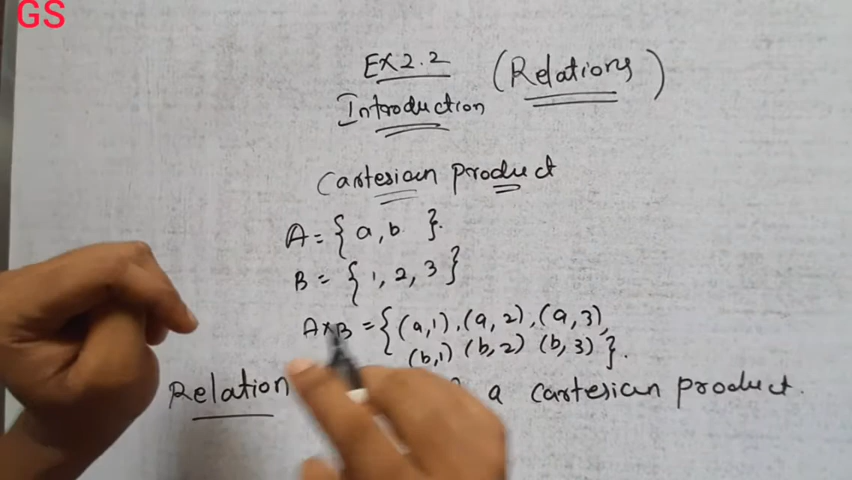 GS
EX 2.2 (Relations)
Introduction
Cartesian product
A = { a, b }.
B = { 1, 2, 3 }
A×B = { (a,1), (a, 2), (a, 3),
(b,1) (b, 2) (b, 3) }.
Relation a cartesian product.